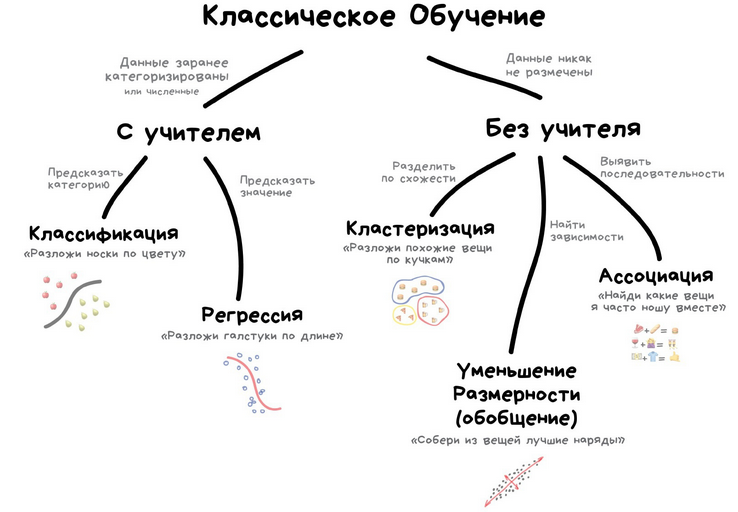 Классическое Обучение
Данные заранее
категоризированы
или численные
Данные никак
не размечены
С учителем
Без учителя
Предсказать
категорию
Предсказать
значение
Разделить
по схожести
Выявить
последовательности
Классификация
«Разложи носки по цвету»
Кластеризация
«Разложи похожие вещи
по кучкам»
Найти
зависимости
Ассоциация
«Найди какие вещи
я часто ношу вместе»
Регрессия
«Разложи галстуки по длине»
Уменьшение
Размерности
(обобщение)
«Собери из вещей лучшие наряды»